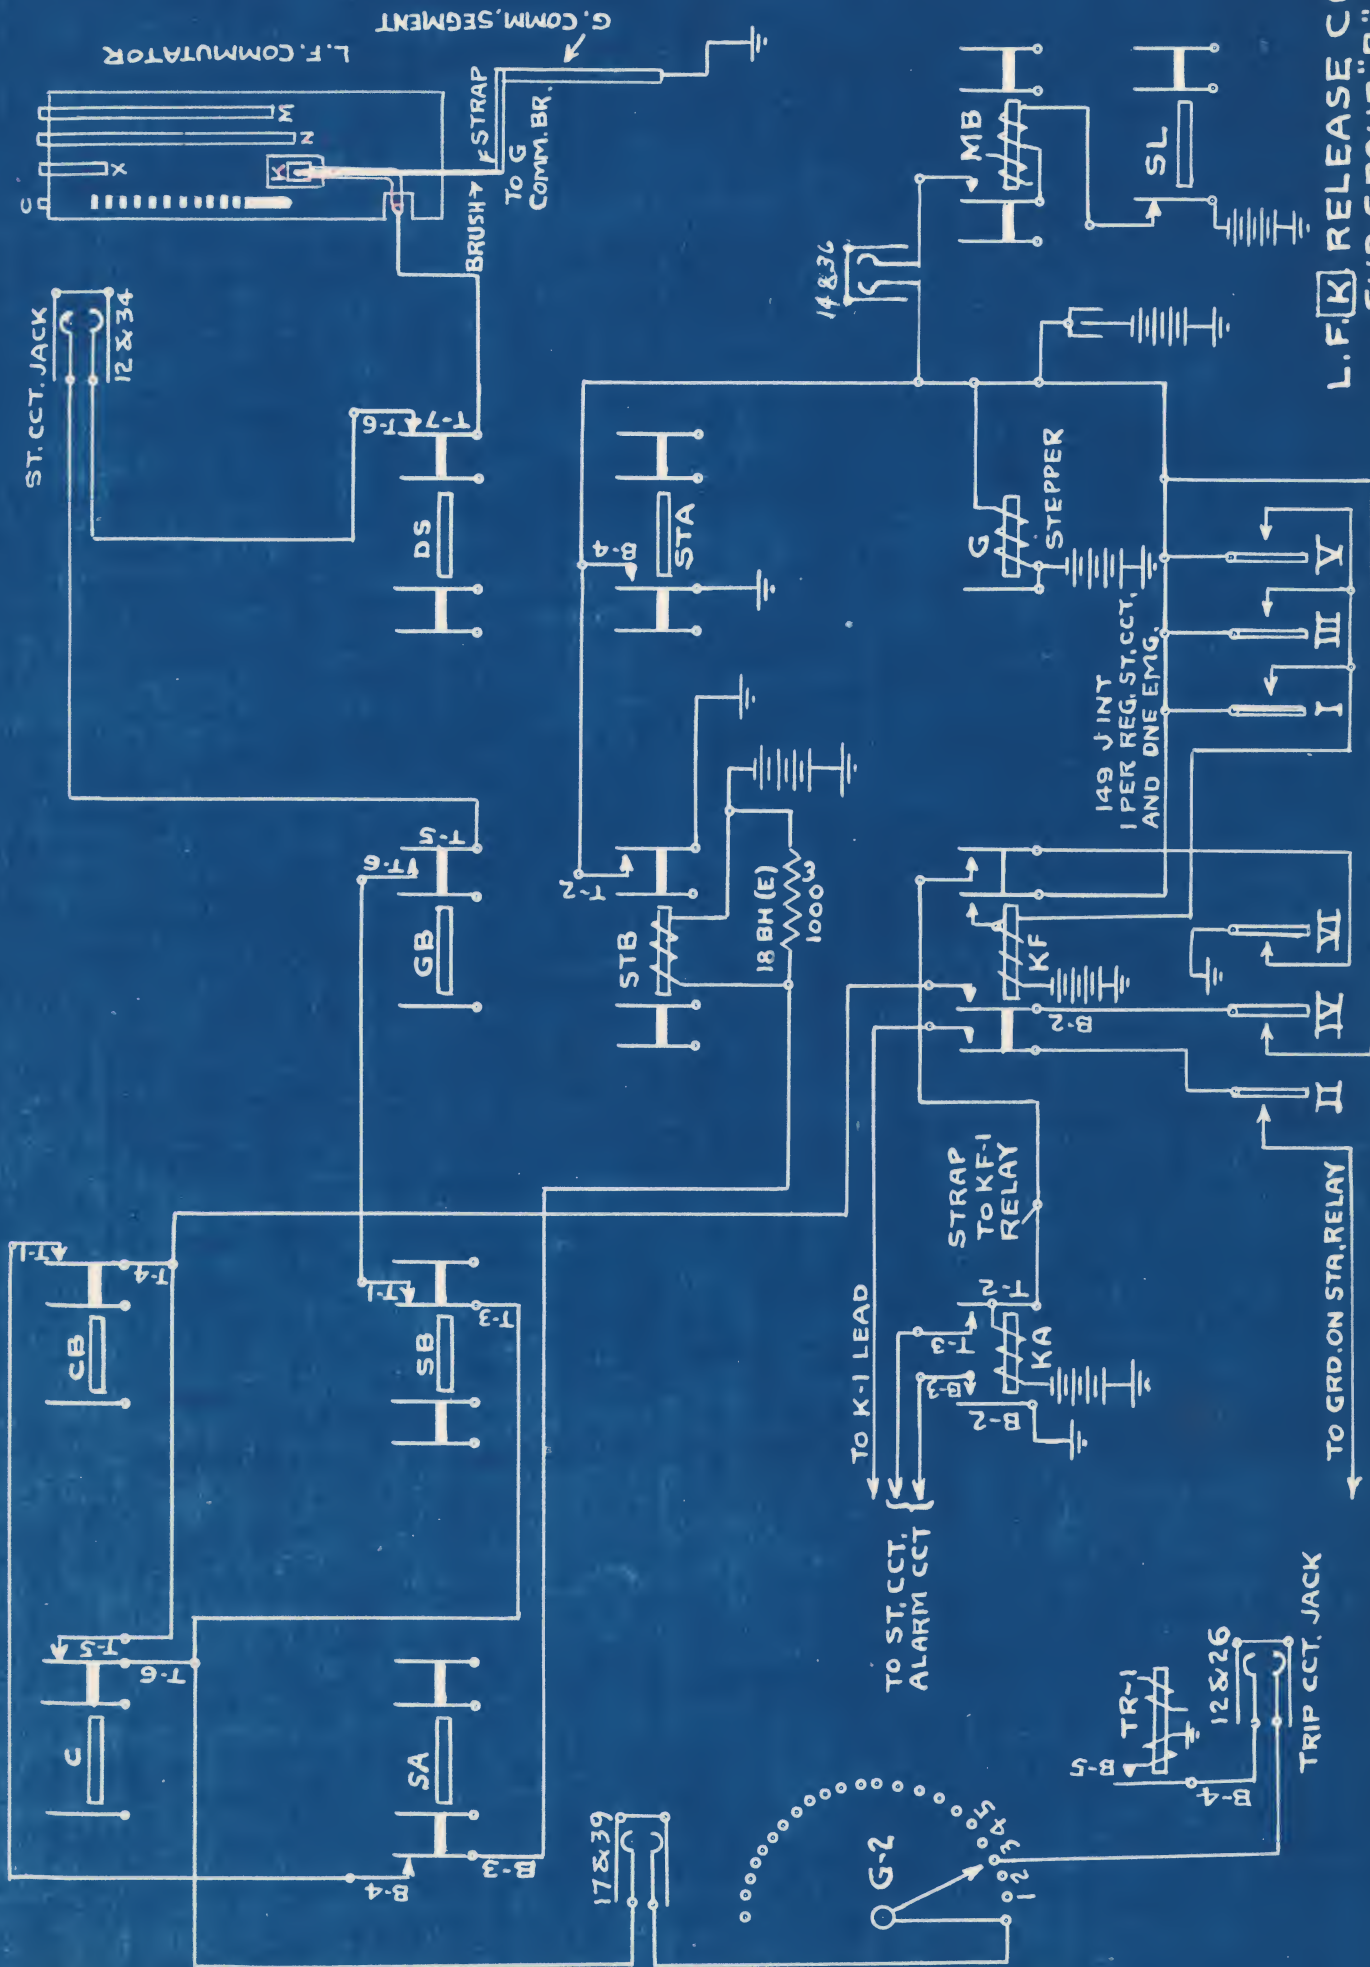 G. COMM. SEGMENT
L.F. COMMUTATOR
STRAP
TO G
COMM. BR.
BRUSH
M
N
X
K
C
ST. CCT. JACK
12 & 34
T-6
T-7
DS
T-5
T-6
GB
T-1
T-4
CB
T-1
T-3
SB
T-5
T-6
C
B-4
B-3
SA
B-4
STA
T-2
STB
18 BH (E)
1000
ω
14 & 36
MB
SL
G
STEPPER
149 J INT
1 PER REG. ST. CCT.
AND ONE EMG.
KF
B-2
I
III
V
II
IV
VI
STRAP
TO KF-1
RELAY
T-2
T-3
B-3
B-2
KA
TO K-1 LEAD
TO ST. CCT.
ALARM CCT
TO GRD. ON STA. RELAY
17 & 39
G-2
1 2 3 4 5
TR-1
B-5
B-4
12 & 26
TRIP CCT. JACK
L.F. K RELEASE